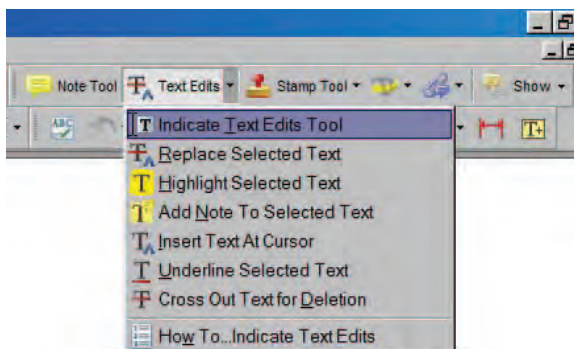 Note Tool Text Edits Stamp Tool Show
ABC T+
T Indicate Text Edits Tool
Replace Selected Text
T Highlight Selected Text
T Add Note To Selected Text
Insert Text At Cursor
T Underline Selected Text
Cross Out Text for Deletion
How To...Indicate Text Edits